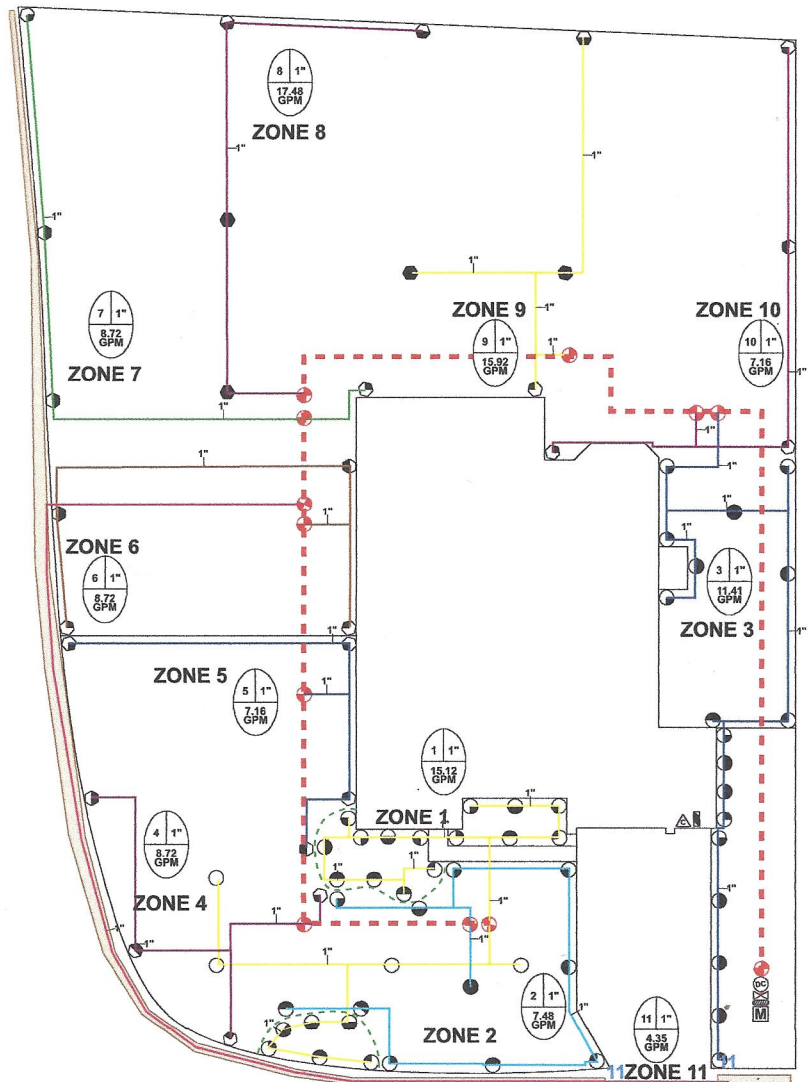 8 1"
17.48
GPM
ZONE 8
1"
1"
1"
1"
7 1"
8.72
GPM
ZONE 7
ZONE 9
9 1"
15.92
GPM
1"
1"
ZONE 10
10 1"
7.16
GPM
1"
1"
1"
1"
1"
1"
1"
ZONE 6
6 1"
8.72
GPM
1"
3 1"
11.41
GPM
ZONE 3
1"
1"
ZONE 5
5 1"
7.16
GPM
1"
1 1"
15.12
GPM
ZONE 1
1"
1"
C
4 1"
8.72
GPM
ZONE 4
1"
1"
1"
1"
1"
1"
1"
1"
1"
2 1"
7.48
GPM
1"
ZONE 2
1"
11 1"
4.35
GPM
DC
M
11
ZONE 11
11